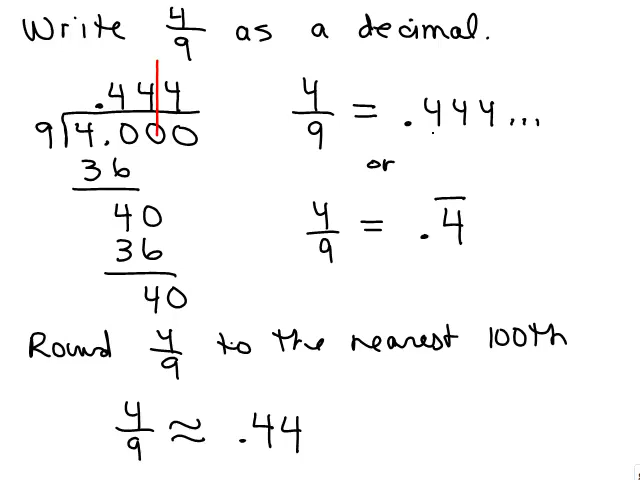 Write 4/9 as a decimal.
.444
9 4.000
36
40
36
40
4/9 = .444...
or
4/9 = .4̅
Round 4/9 to the nearest 100th
4/9 ≈ .44